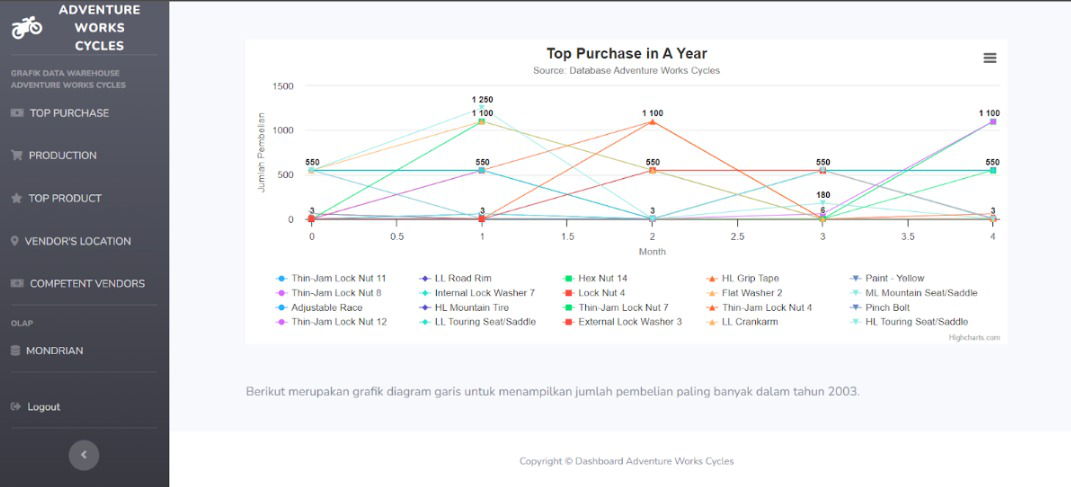 ADVENTURE
WORKS
CYCLES
GRAFIK DATA WAREHOUSE
ADVENTURE WORKS CYCLES
TOP PURCHASE
PRODUCTION
TOP PRODUCT
VENDOR'S LOCATION
COMPETENT VENDORS
OLAP
MONDRIAN
Logout
Top Purchase in A Year
Source: Database Adventure Works Cycles
Jumlah Pembelian
1500
1000
500
0
1 250
1 100
1 100
1 100
550
550
550
550
550
180
3
3
3
6
3
0
0.5
1
1.5
2
2.5
3
3.5
4
Month
Thin-Jam Lock Nut 11
LL Road Rim
Hex Nut 14
HL Grip Tape
Paint - Yellow
Thin-Jam Lock Nut 8
Internal Lock Washer 7
Lock Nut 4
Flat Washer 2
ML Mountain Seat/Saddle
Adjustable Race
HL Mountain Tire
Thin-Jam Lock Nut 7
Thin-Jam Lock Nut 4
Pinch Bolt
Thin-Jam Lock Nut 12
LL Touring Seat/Saddle
External Lock Washer 3
LL Crankarm
HL Touring Seat/Saddle
Highcharts.com
Berikut merupakan grafik diagram garis untuk menampilkan jumlah pembelian paling banyak dalam tahun 2003.
Copyright © Dashboard Adventure Works Cycles